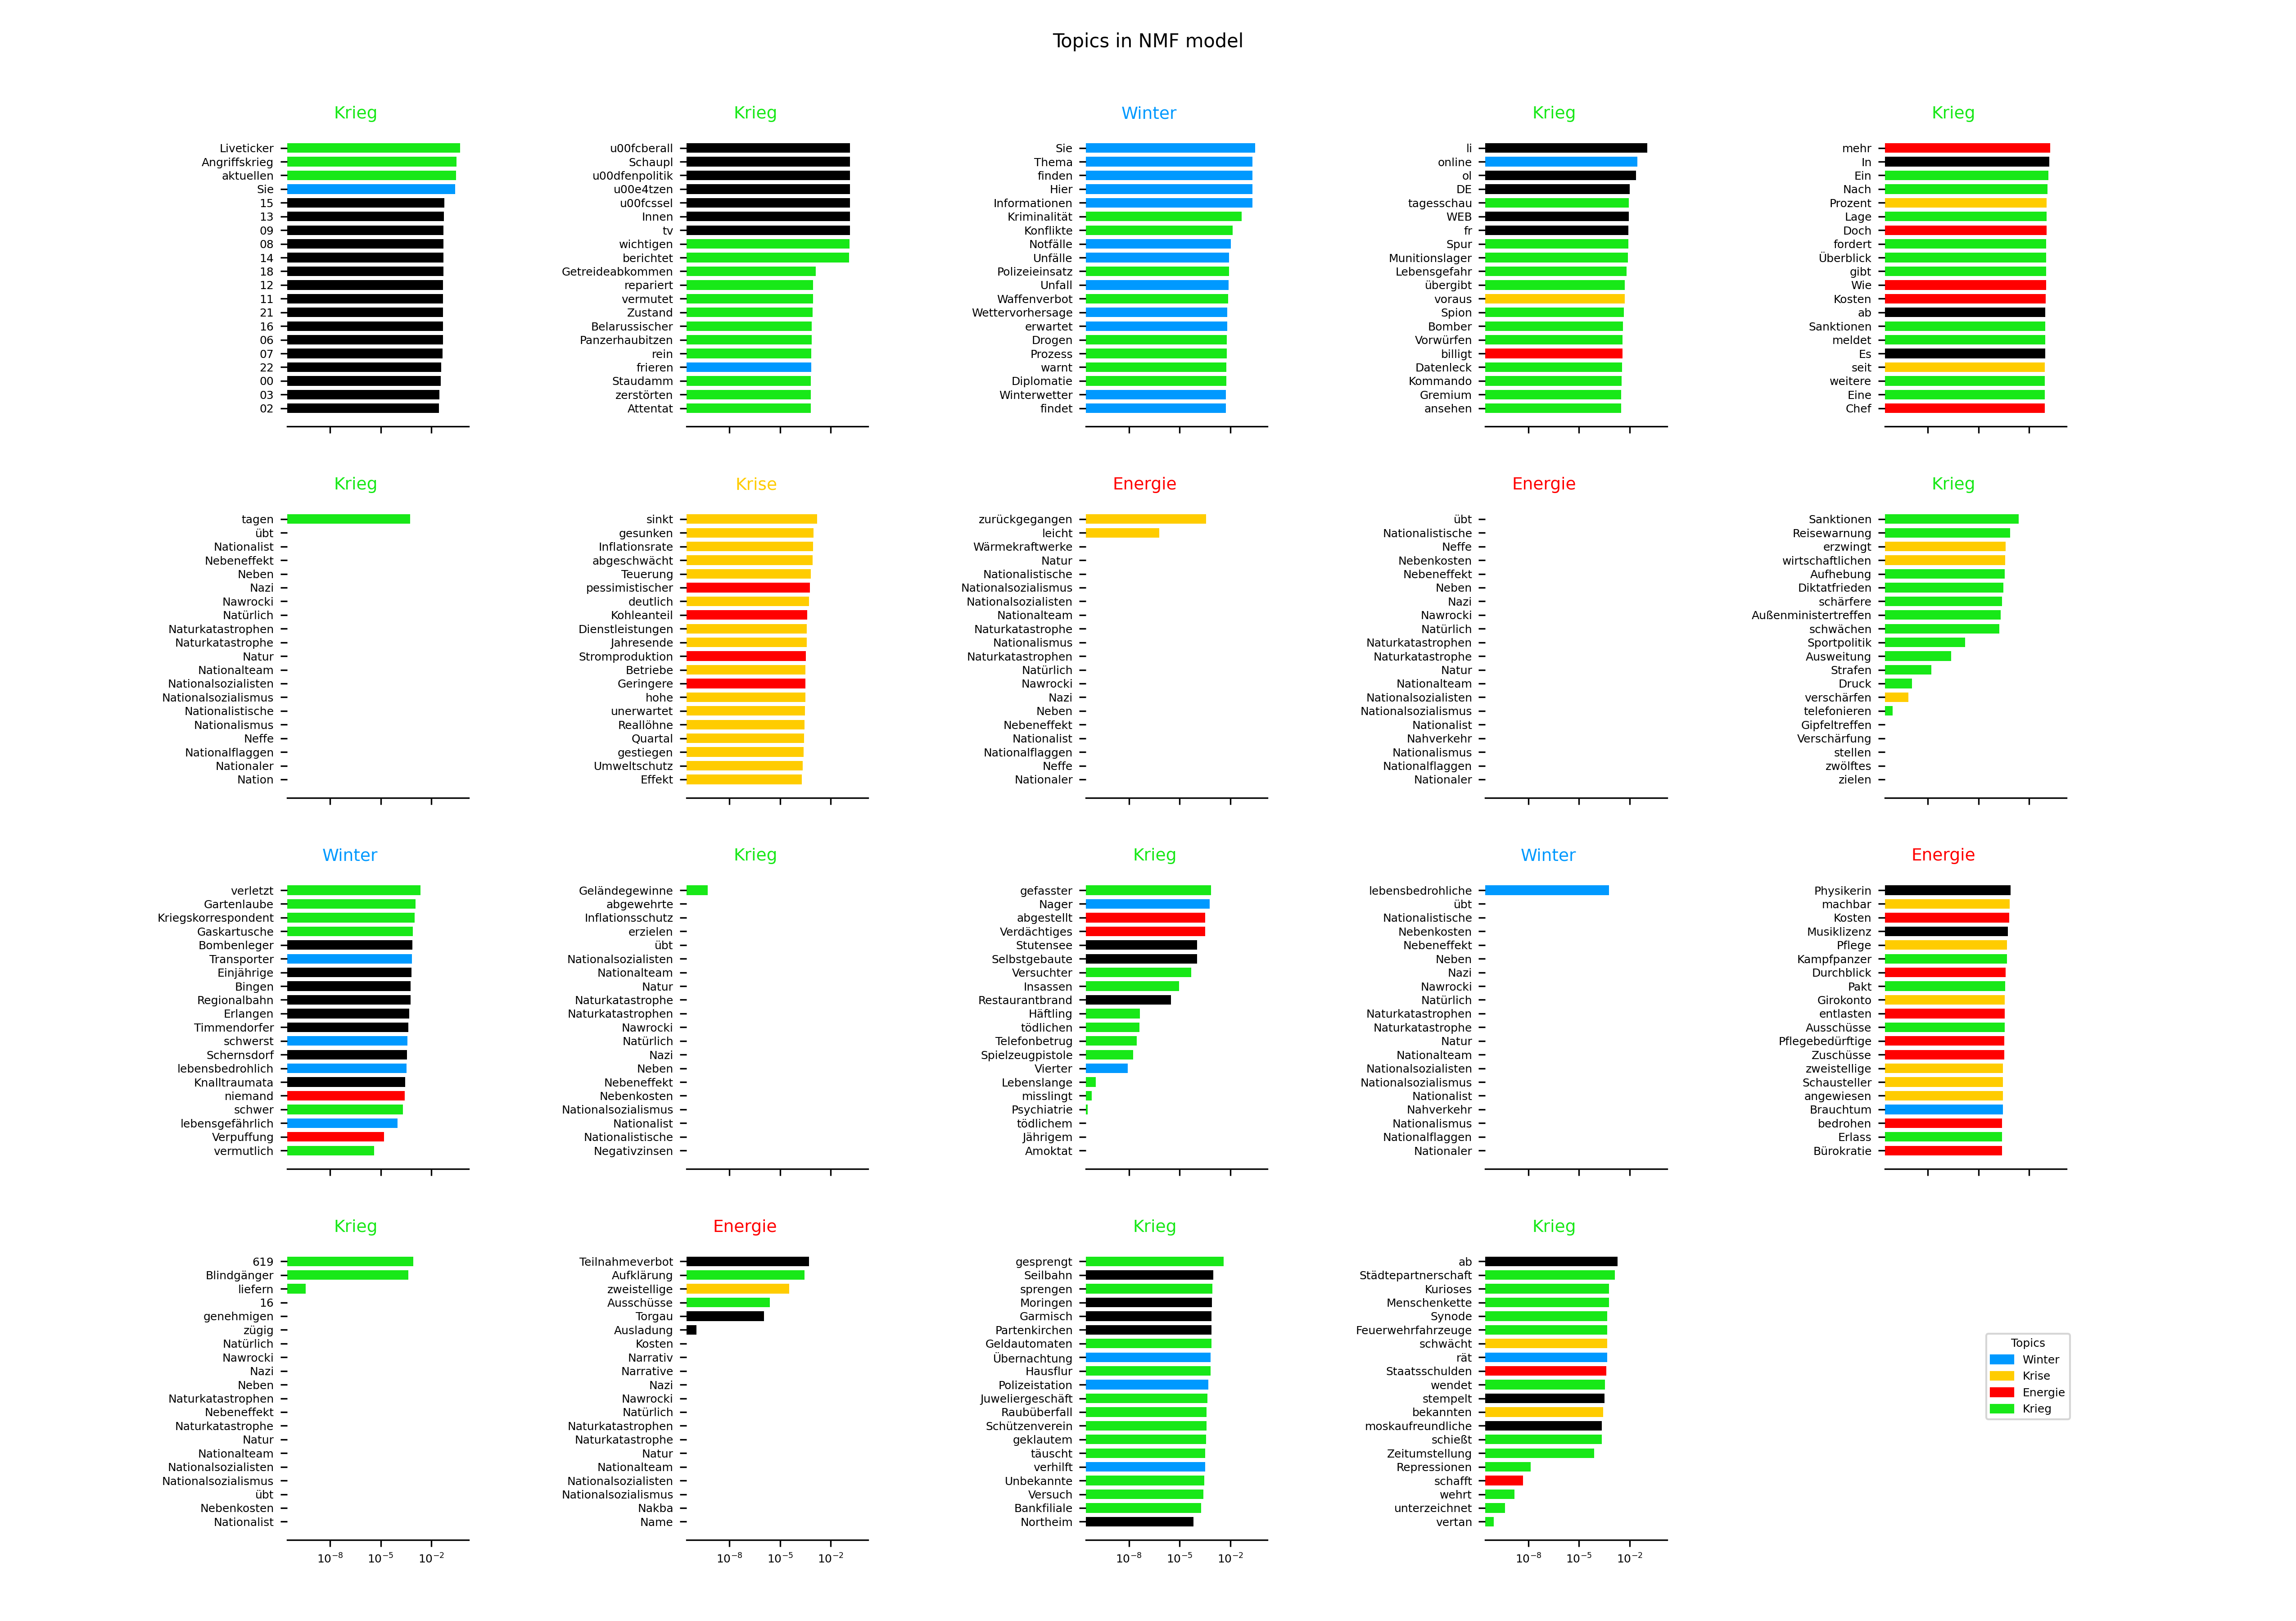 Topics in NMF model
Krieg
Liveticker
Angriffskrieg
aktuellen
Sie
15
13
09
08
14
18
12
11
21
16
06
07
22
00
03
02
Krieg
u00fcberall
Schaupl
u00dfenpolitik
u00e4tzen
u00fcssel
Innen
tv
wichtigen
berichtet
Getreideabkommen
repariert
vermutet
Zustand
Belarussischer
Panzerhaubitzen
rein
frieren
Staudamm
zerstörten
Attentat
Winter
Sie
Thema
finden
Hier
Informationen
Kriminalität
Konflikte
Notfälle
Unfälle
Polizeieinsatz
Unfall
Waffenverbot
Wettervorhersage
erwartet
Drogen
Prozess
warnt
Diplomatie
Winterwetter
findet
Krieg
li
online
ol
DE
tagesschau
WEB
fr
Spur
Munitionslager
Lebensgefahr
übergibt
voraus
Spion
Bomber
Vorwürfen
billigt
Datenleck
Kommando
Gremium
ansehen
Krieg
mehr
In
Ein
Nach
Prozent
Lage
Doch
fordert
Überblick
gibt
Wie
Kosten
ab
Sanktionen
meldet
Es
seit
weitere
Eine
Chef
Krieg
tagen
übt
Nationalist
Nebeneffekt
Neben
Nazi
Nawrocki
Natürlich
Naturkatastrophen
Naturkatastrophe
Natur
Nationalteam
Nationalsozialisten
Nationalsozialismus
Nationalistische
Nationalismus
Neffe
Nationalflaggen
Nationaler
Nation
Krise
sinkt
gesunken
Inflationsrate
abgeschwächt
Teuerung
pessimistischer
deutlich
Kohleanteil
Dienstleistungen
Jahresende
Stromproduktion
Betriebe
Geringere
hohe
unerwartet
Reallöhne
Quartal
gestiegen
Umweltschutz
Effekt
Energie
zurückgegangen
leicht
Wärmekraftwerke
Natur
Nationalistische
Nationalsozialismus
Nationalsozialisten
Nationalteam
Naturkatastrophe
Nationalismus
Naturkatastrophen
Natürlich
Nawrocki
Nazi
Neben
Nebeneffekt
Nationalist
Nationalflaggen
Neffe
Nationaler
Energie
übt
Nationalistische
Neffe
Nebenkosten
Nebeneffekt
Neben
Nazi
Nawrocki
Natürlich
Naturkatastrophen
Naturkatastrophe
Natur
Nationalteam
Nationalsozialisten
Nationalsozialismus
Nationalist
Nahverkehr
Nationalismus
Nationalflaggen
Nationaler
Krieg
Sanktionen
Reisewarnung
erzwingt
wirtschaftlichen
Aufhebung
Diktatfrieden
schärfere
Außenministertreffen
schwächen
Sportpolitik
Ausweitung
Strafen
Druck
verschärfen
telefonieren
Gipfeltreffen
Verschärfung
stellen
zwölftes
zielen
Winter
verletzt
Gartenlaube
Kriegskorrespondent
Gaskartusche
Bombenleger
Transporter
Einjährige
Bingen
Regionalbahn
Erlangen
Timmendorfer
schwerst
Schernsdorf
lebensbedrohlich
Knalltraumata
niemand
schwer
lebensgefährlich
Verpuffung
vermutlich
Krieg
Geländegewinne
abgewehrte
Inflationsschutz
erzielen
übt
Nationalsozialisten
Nationalteam
Natur
Naturkatastrophe
Naturkatastrophen
Nawrocki
Natürlich
Nazi
Neben
Nebeneffekt
Nebenkosten
Nationalsozialismus
Nationalist
Nationalistische
Negativzinsen
Krieg
gefasster
Nager
abgestellt
Verdächtiges
Stutensee
Selbstgebaute
Versuchter
Insassen
Restaurantbrand
Häftling
tödlichen
Telefonbetrug
Spielzeugpistole
Vierter
Lebenslange
misslingt
Psychiatrie
tödlichem
Jährigem
Amoktat
Winter
lebensbedrohliche
übt
Nationalistische
Nebenkosten
Nebeneffekt
Neben
Nazi
Nawrocki
Natürlich
Naturkatastrophen
Naturkatastrophe
Natur
Nationalteam
Nationalsozialisten
Nationalsozialismus
Nationalist
Nahverkehr
Nationalismus
Nationalflaggen
Nationaler
Energie
Physikerin
machbar
Kosten
Musiklizenz
Pflege
Kampfpanzer
Durchblick
Pakt
Girokonto
entlasten
Ausschüsse
Pflegebedürftige
Zuschüsse
zweistellige
Schausteller
angewiesen
Brauchtum
bedrohen
Erlass
Bürokratie
Krieg
619
Blindgänger
liefern
16
genehmigen
zügig
Natürlich
Nawrocki
Nazi
Neben
Naturkatastrophen
Nebeneffekt
Naturkatastrophe
Natur
Nationalteam
Nationalsozialisten
Nationalsozialismus
übt
Nebenkosten
Nationalist
10⁻⁸ 10⁻⁵ 10⁻²
Energie
Teilnahmeverbot
Aufklärung
zweistellige
Ausschüsse
Torgau
Ausladung
Kosten
Narrativ
Narrative
Nazi
Nawrocki
Natürlich
Naturkatastrophen
Naturkatastrophe
Natur
Nationalteam
Nationalsozialisten
Nationalsozialismus
Nakba
Name
10⁻⁸ 10⁻⁵ 10⁻²
Krieg
gesprengt
Seilbahn
sprengen
Moringen
Garmisch
Partenkirchen
Geldautomaten
Übernachtung
Hausflur
Polizeistation
Juweliergeschäft
Raubüberfall
Schützenverein
geklautem
täuscht
verhilft
Unbekannte
Versuch
Bankfiliale
Northeim
10⁻⁸ 10⁻⁵ 10⁻²
Krieg
ab
Städtepartnerschaft
Kurioses
Menschenkette
Synode
Feuerwehrfahrzeuge
schwächt
rät
Staatsschulden
wendet
stempelt
bekannten
moskaufreundliche
schießt
Zeitumstellung
Repressionen
schafft
wehrt
unterzeichnet
vertan
10⁻⁸ 10⁻⁵ 10⁻²
Topics
Winter
Krise
Energie
Krieg